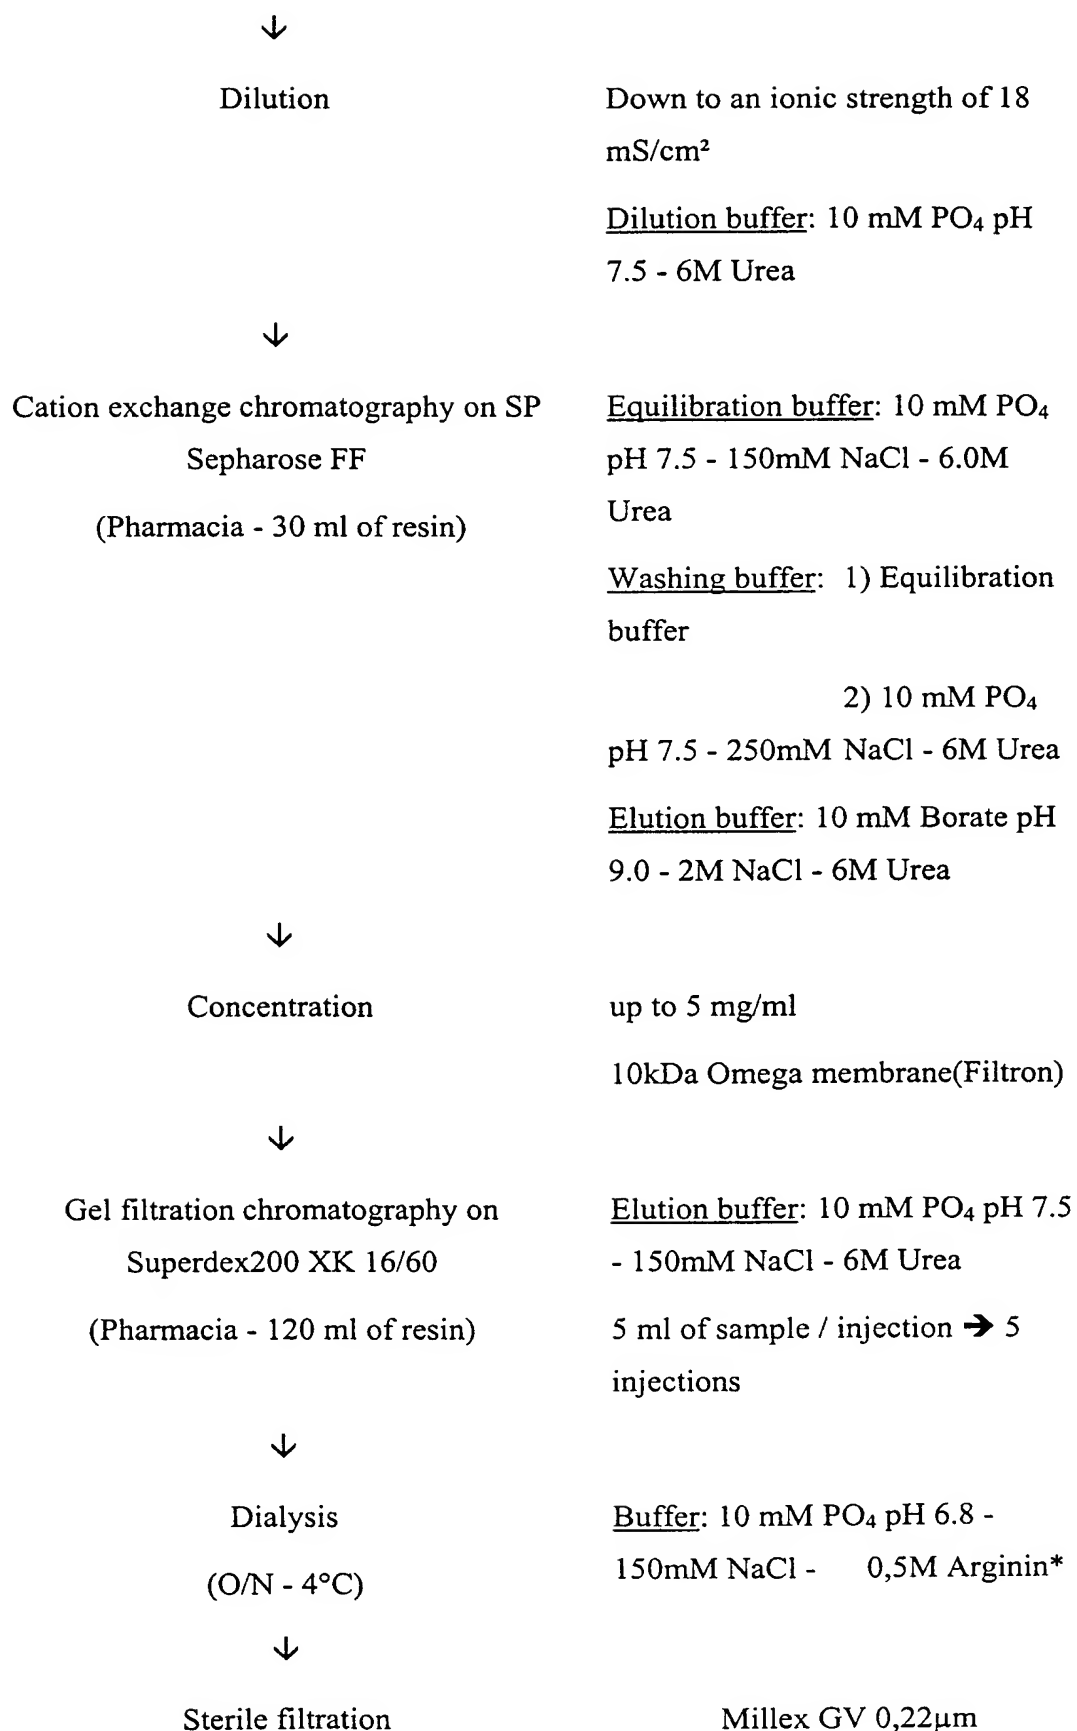 ↓
Dilution
Down to an ionic strength of 18
mS/cm²
Dilution buffer: 10 mM PO₄ pH
7.5 - 6M Urea
↓
Cation exchange chromatography on SP
Sepharose FF
(Pharmacia - 30 ml of resin)
Equilibration buffer: 10 mM PO₄
pH 7.5 - 150mM NaCl - 6.0M
Urea
Washing buffer: 1) Equilibration
buffer
2) 10 mM PO₄
pH 7.5 - 250mM NaCl - 6M Urea
Elution buffer: 10 mM Borate pH
9.0 - 2M NaCl - 6M Urea
↓
Concentration
up to 5 mg/ml
10kDa Omega membrane(Filtron)
↓
Gel filtration chromatography on
Superdex200 XK 16/60
(Pharmacia - 120 ml of resin)
Elution buffer: 10 mM PO₄ pH 7.5
- 150mM NaCl - 6M Urea
5 ml of sample / injection ➔ 5
injections
↓
Dialysis
(O/N - 4°C)
Buffer: 10 mM PO₄ pH 6.8 -
150mM NaCl - 0,5M Arginin*
↓
Sterile filtration
Millex GV 0,22µm